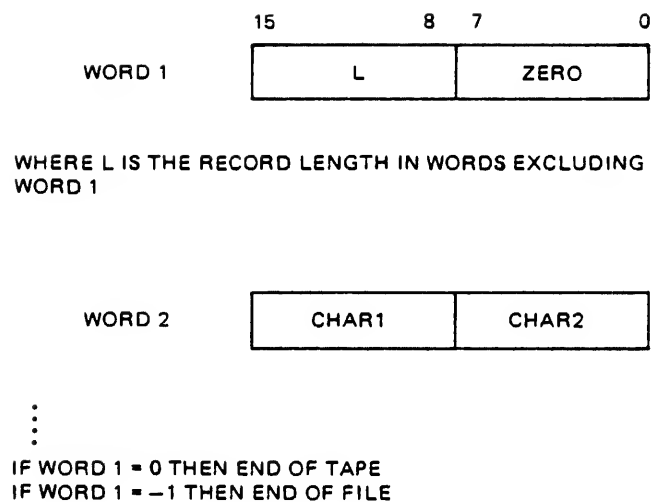 15 8 7 0
WORD 1 L ZERO
WHERE L IS THE RECORD LENGTH IN WORDS EXCLUDING
WORD 1
WORD 2 CHAR1 CHAR2
IF WORD 1 = 0 THEN END OF TAPE
IF WORD 1 = −1 THEN END OF FILE